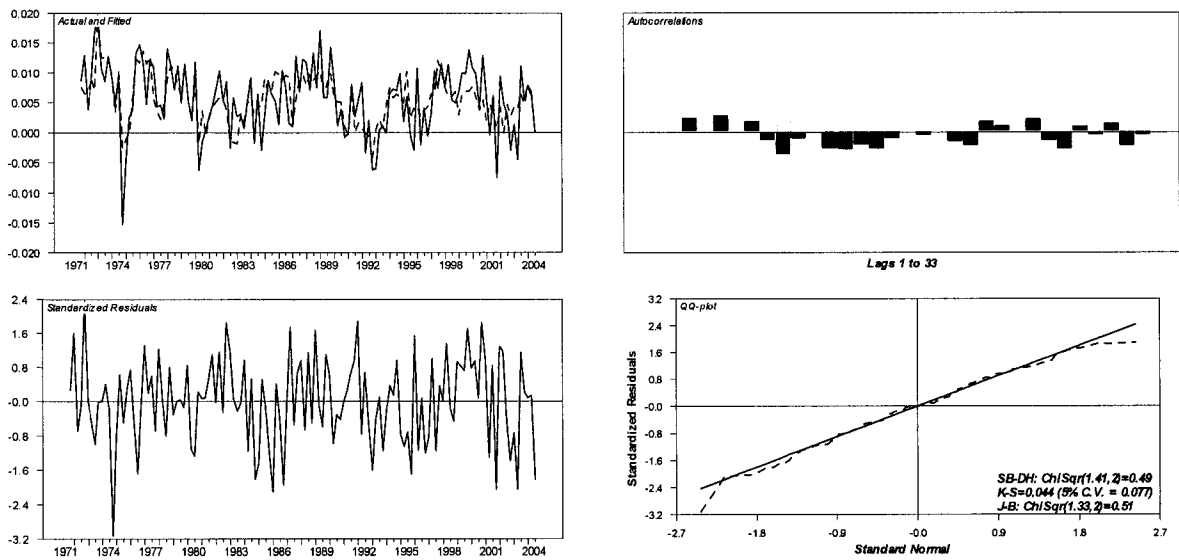 Actual and Fitted
0.020
0.015
0.010
0.005
0.000
-0.005
-0.010
-0.015
-0.020
1971 1974 1977 1980 1983 1986 1989 1992 1995 1998 2001 2004
Autocorrelations
Lags 1 to 33
Standardized Residuals
2.4
1.6
0.8
-0.0
-0.8
-1.6
-2.4
-3.2
1971 1974 1977 1980 1983 1986 1989 1992 1995 1998 2001 2004
QQ-plot
Standardized Residuals
3.2
2.4
1.6
0.8
-0.0
-0.8
-1.6
-2.4
-3.2
SB-DH: ChiSqr(1.41,2)=0.49
K-S=0.044 (5% C.V. = 0.077)
J-B: ChiSqr(1.33,2)=0.51
-2.7 -1.8 -0.9 -0.0 0.9 1.8 2.7
Standard Normal